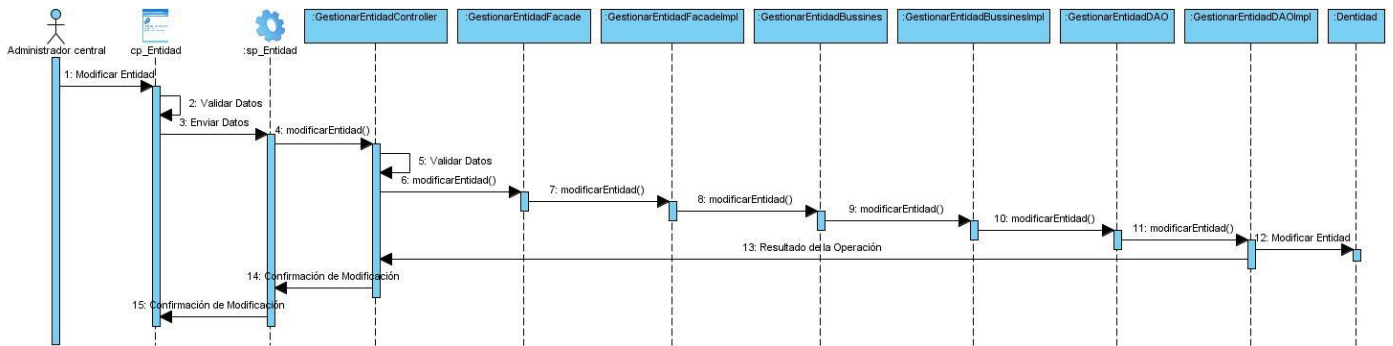 :GestionarEntidadController
:GestionarEntidadFacade
:GestionarEntidadFacadeImpl
:GestionarEntidadBussines
:GestionarEntidadBussinesImpl
:GestionarEntidadDAO
:GestionarEntidadDAOImpl
:Dentidad
Administrador central
cp_Entidad
:sp_Entidad
1: Modificar Entidad
2: Validar Datos
3: Enviar Datos
4: modificarEntidad()
5: Validar Datos
6: modificarEntidad()
7: modificarEntidad()
8: modificarEntidad()
9: modificarEntidad()
10: modificarEntidad()
11: modificarEntidad()
12: Modificar Entidad
13: Resultado de la Operación
14: Confirmación de Modificación
15: Confirmación de Modificación